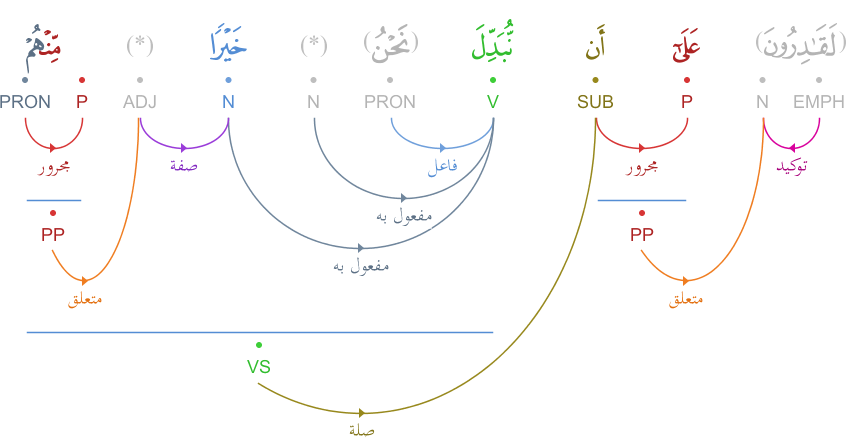 (لَقَـٰدِرُونَ) عَلَىٰٓ أَن نُّبَدِّلَ (نَحْنُ) (*) خَيْرًا (*) مِّنْهُمْ
EMPH N P SUB V PRON N N ADJ P PRON
توكيد مجرور فاعل صفة مجرور
مفعول به
PP PP
مفعول به
متعلق متعلق
VS
صلة